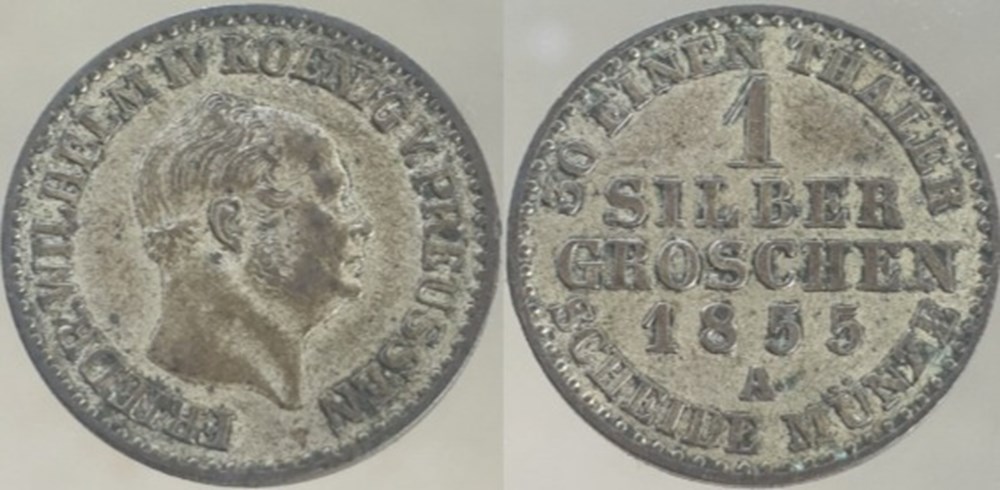 FRIEDR. WILHELM IV KOENIG V. PREUSSEN
30 EINEN THALER
1
SILBER
GROSCHEN
1855
A
SCHEIDE MÜNZE